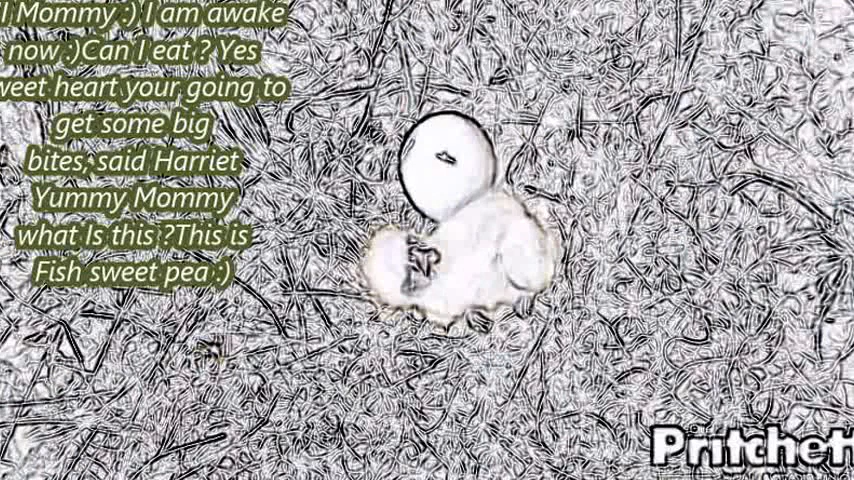 Mommy :) I am awake
now :)Can I eat ? Yes
weet heart your going to
get some big
bites, said Harriet
Yummy Mommy
what Is this ?This is
Fish sweet pea :)
Pritchett